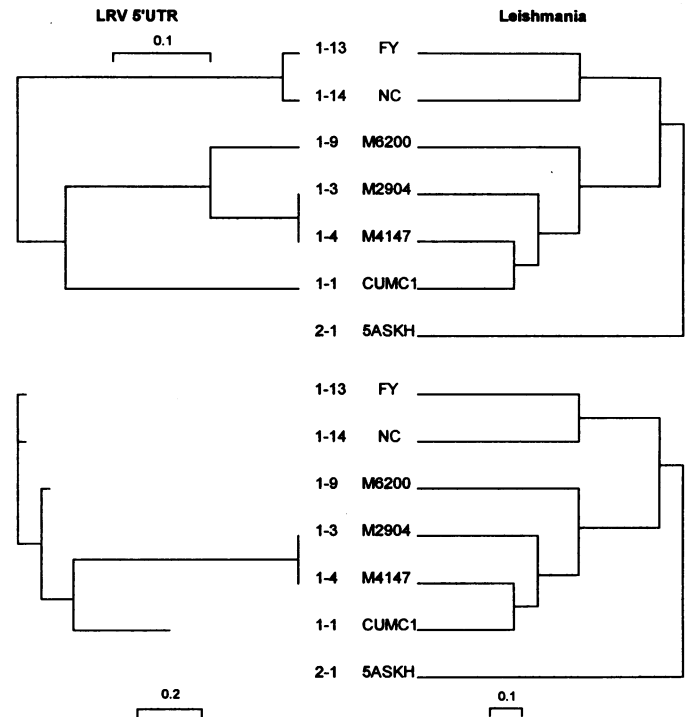 LRV 5'UTR Leishmania
0.1
1-13 FY
1-14 NC
1-9 M6200
1-3 M2904
1-4 M4147
1-1 CUMC1
2-1 5ASKH
1-13 FY
1-14 NC
1-9 M6200
1-3 M2904
1-4 M4147
1-1 CUMC1
2-1 5ASKH
0.2 0.1